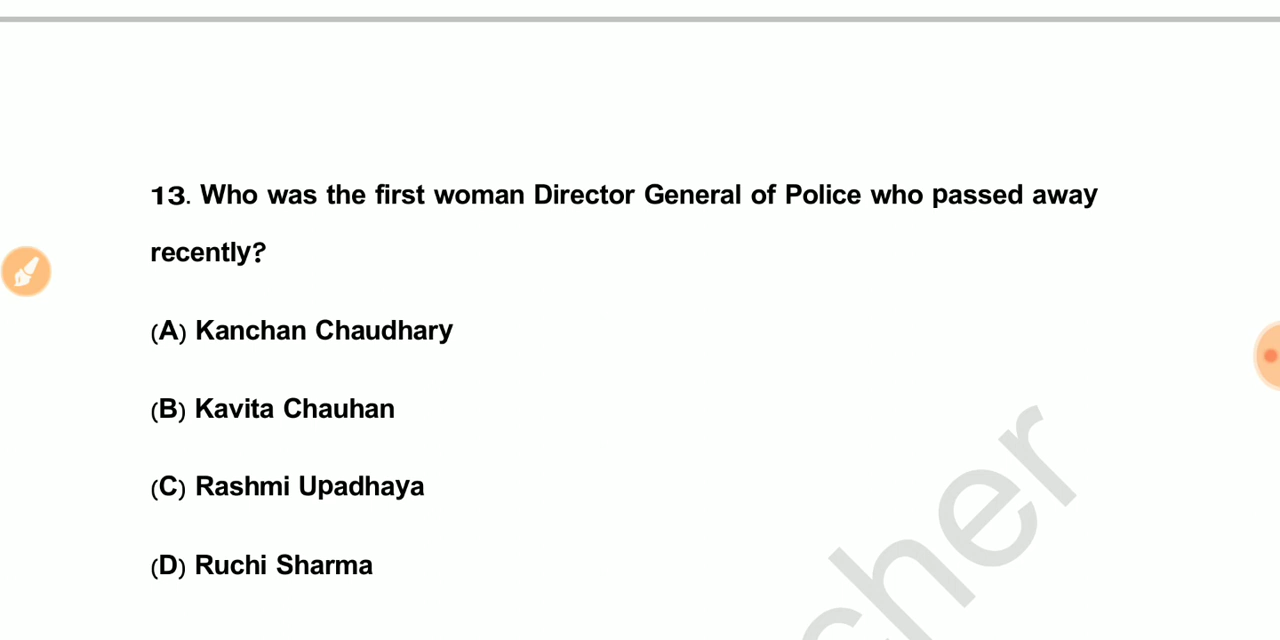 13. Who was the first woman Director General of Police who passed away
recently?
(A) Kanchan Chaudhary
(B) Kavita Chauhan
(C) Rashmi Upadhaya
(D) Ruchi Sharma
cher